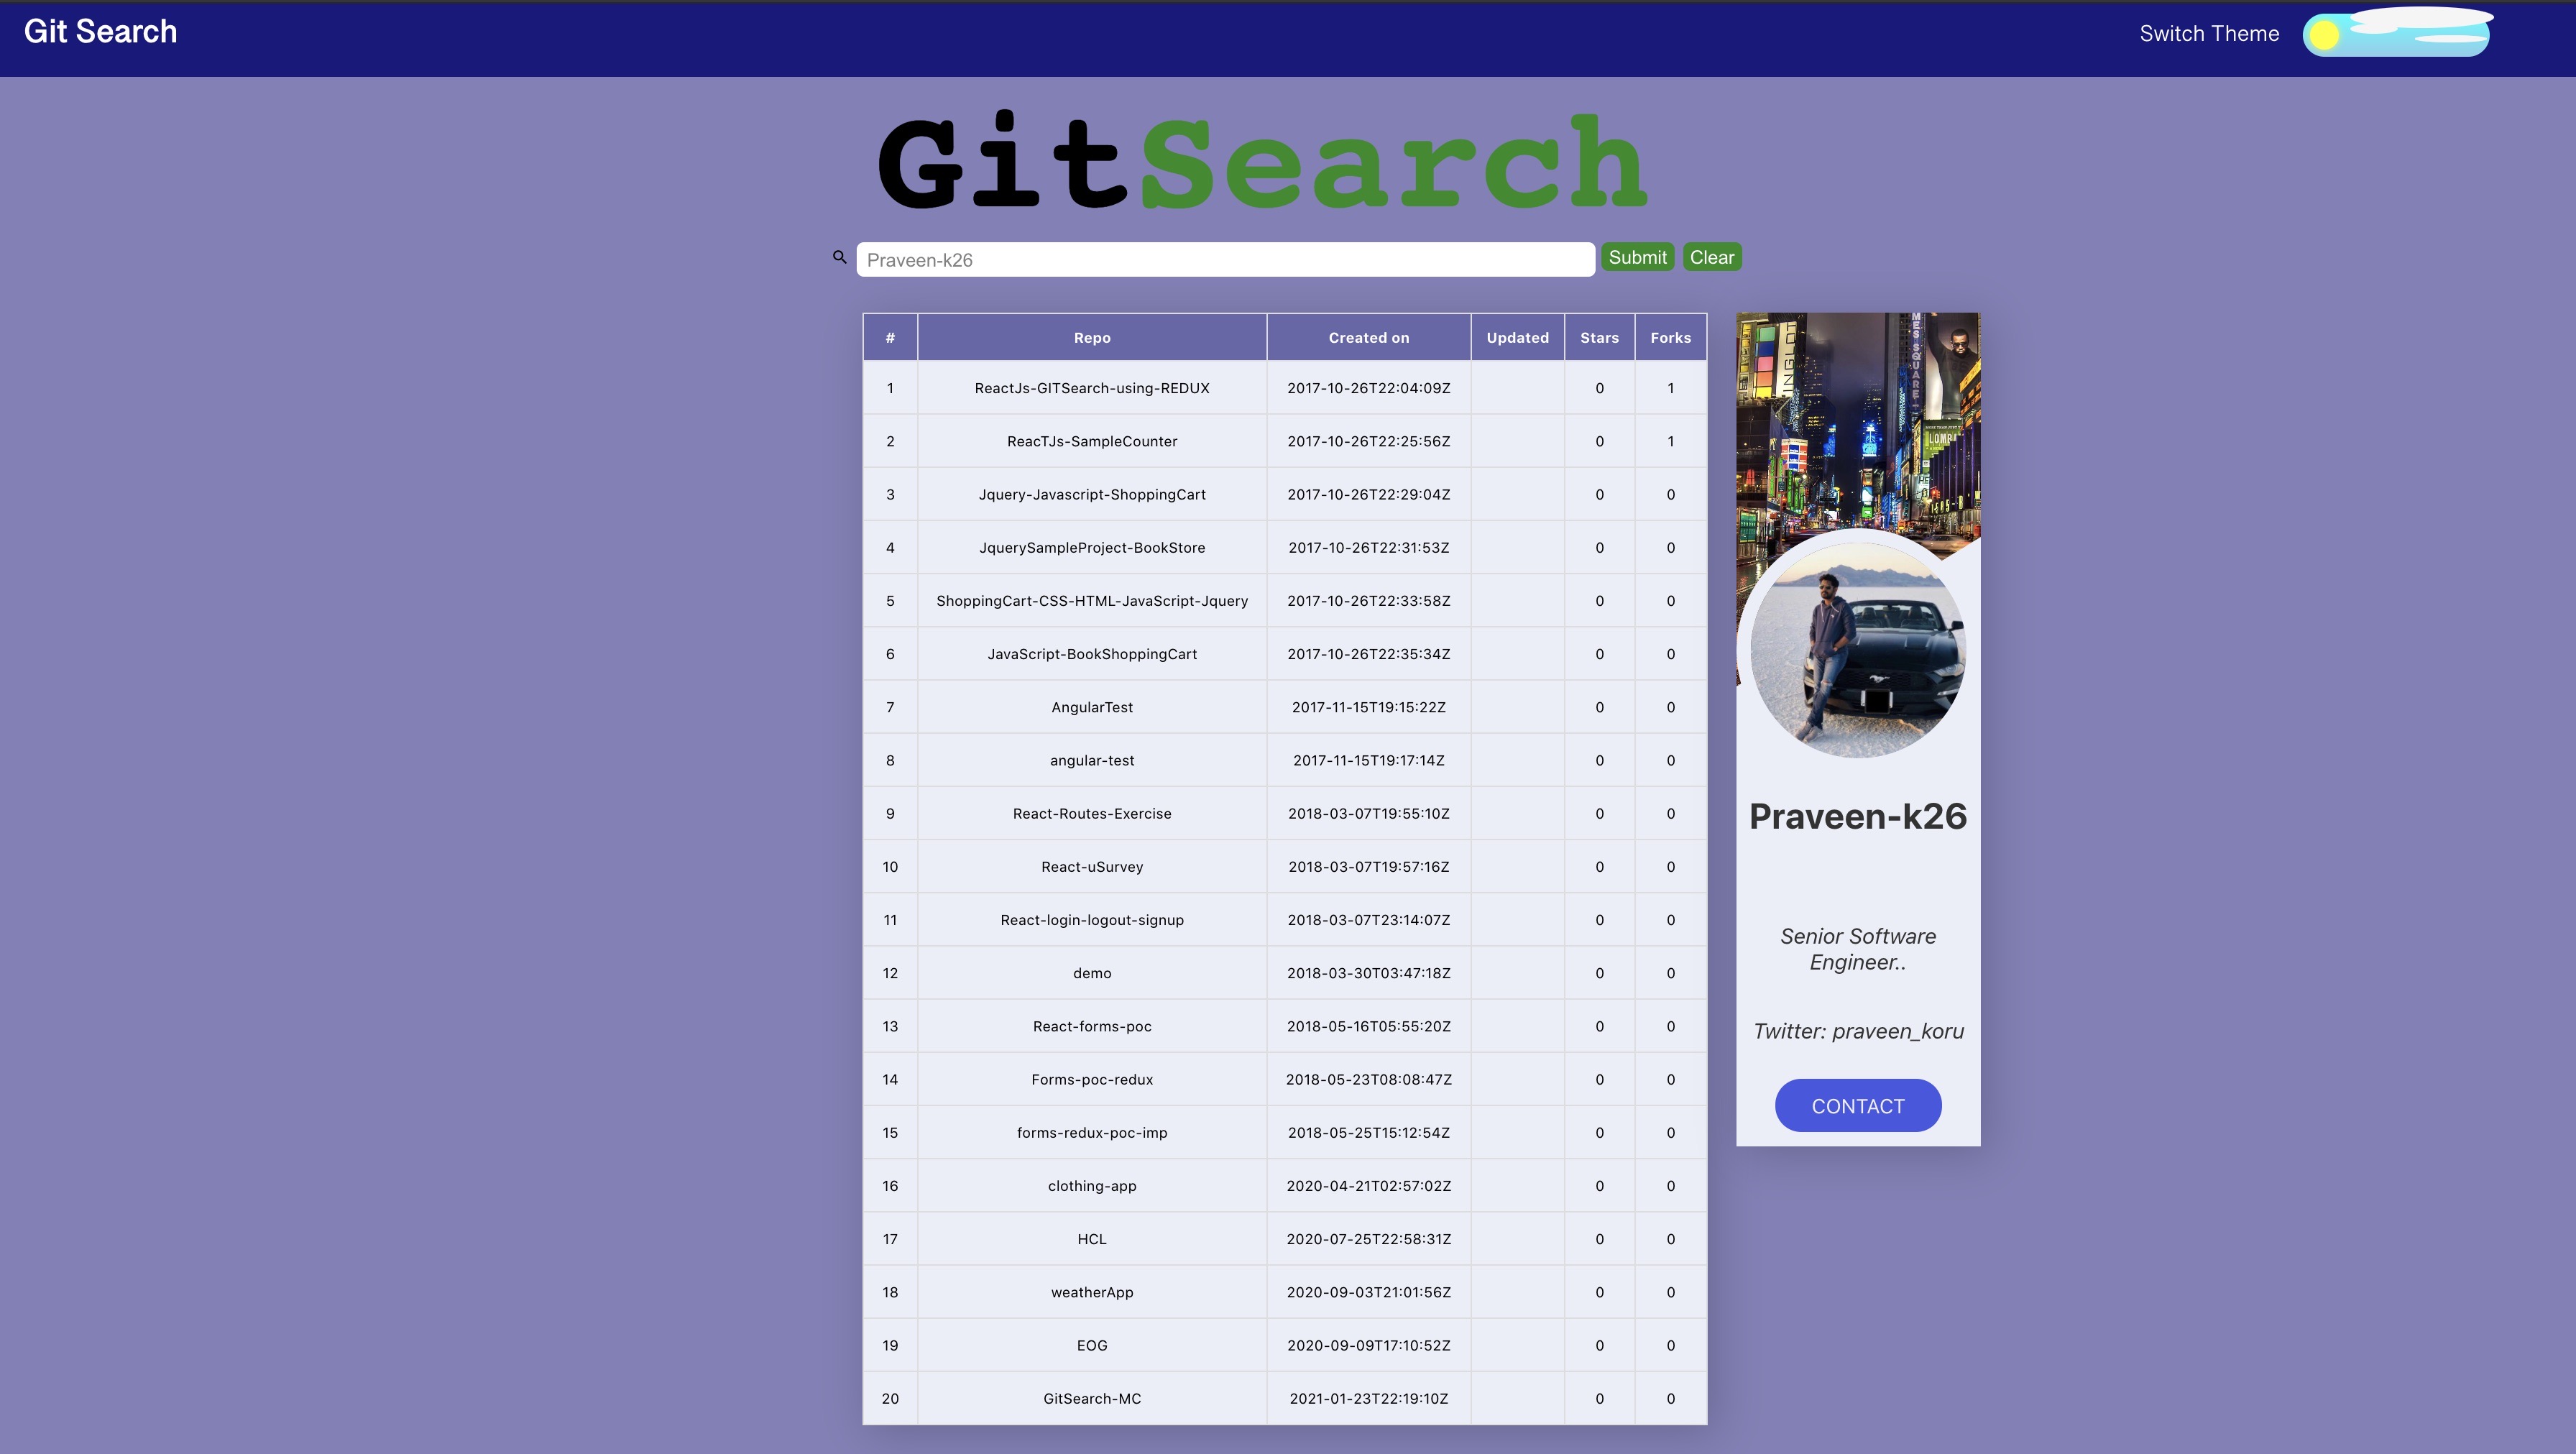 Git Search
Switch Theme
GitSearch
Praveen-k26
Submit
Clear
# Repo Created on Updated Stars Forks
1 ReactJs-GITSearch-using-REDUX 2017-10-26T22:04:09Z 0 1
2 ReacTJs-SampleCounter 2017-10-26T22:25:56Z 0 1
3 Jquery-Javascript-ShoppingCart 2017-10-26T22:29:04Z 0 0
4 JquerySampleProject-BookStore 2017-10-26T22:31:53Z 0 0
5 ShoppingCart-CSS-HTML-JavaScript-Jquery 2017-10-26T22:33:58Z 0 0
6 JavaScript-BookShoppingCart 2017-10-26T22:35:34Z 0 0
7 AngularTest 2017-11-15T19:15:22Z 0 0
8 angular-test 2017-11-15T19:17:14Z 0 0
9 React-Routes-Exercise 2018-03-07T19:55:10Z 0 0
10 React-uSurvey 2018-03-07T19:57:16Z 0 0
11 React-login-logout-signup 2018-03-07T23:14:07Z 0 0
12 demo 2018-03-30T03:47:18Z 0 0
13 React-forms-poc 2018-05-16T05:55:20Z 0 0
14 Forms-poc-redux 2018-05-23T08:08:47Z 0 0
15 forms-redux-poc-imp 2018-05-25T15:12:54Z 0 0
16 clothing-app 2020-04-21T02:57:02Z 0 0
17 HCL 2020-07-25T22:58:31Z 0 0
18 weatherApp 2020-09-03T21:01:56Z 0 0
19 EOG 2020-09-09T17:10:52Z 0 0
20 GitSearch-MC 2021-01-23T22:19:10Z 0 0
MES SQUARE
Praveen-k26
Senior Software
Engineer..
Twitter: praveen_koru
CONTACT